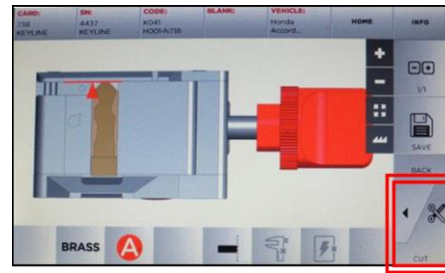 CARD: SN: CODE: BLANK: VEHICLE:
738 4437 K041 Honda HOME INFO
KEYLINE KEYLINE H001-N718 Accord...
1/1
SAVE
BACK
BRASS A
CUT